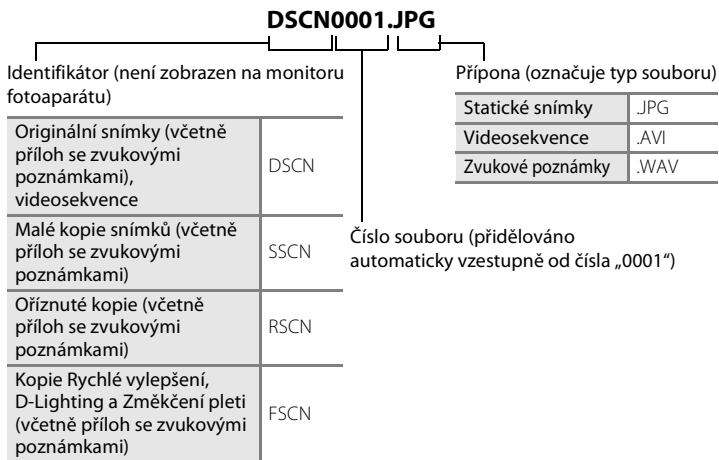 DSCN0001.JPG
Identifikátor (není zobrazen na monitoru
fotoaparátu)
Originální snímky (včetně
příloh se zvukovými
poznámkami),
videosekvence
DSCN
Malé kopie snímků (včetně
příloh se zvukovými
poznámkami)
SSCN
Oříznuté kopie (včetně
příloh se zvukovými
poznámkami)
RSCN
Kopie Rychlé vylepšení,
D-Lighting a Změkčení pleti
(včetně příloh se zvukovými
poznámkami)
FSCN
Číslo souboru (přidělováno
automaticky vzestupně od čísla „0001“)
Přípona (označuje typ souboru)
Statické snímky .JPG
Videosekvence .AVI
Zvukové poznámky .WAV